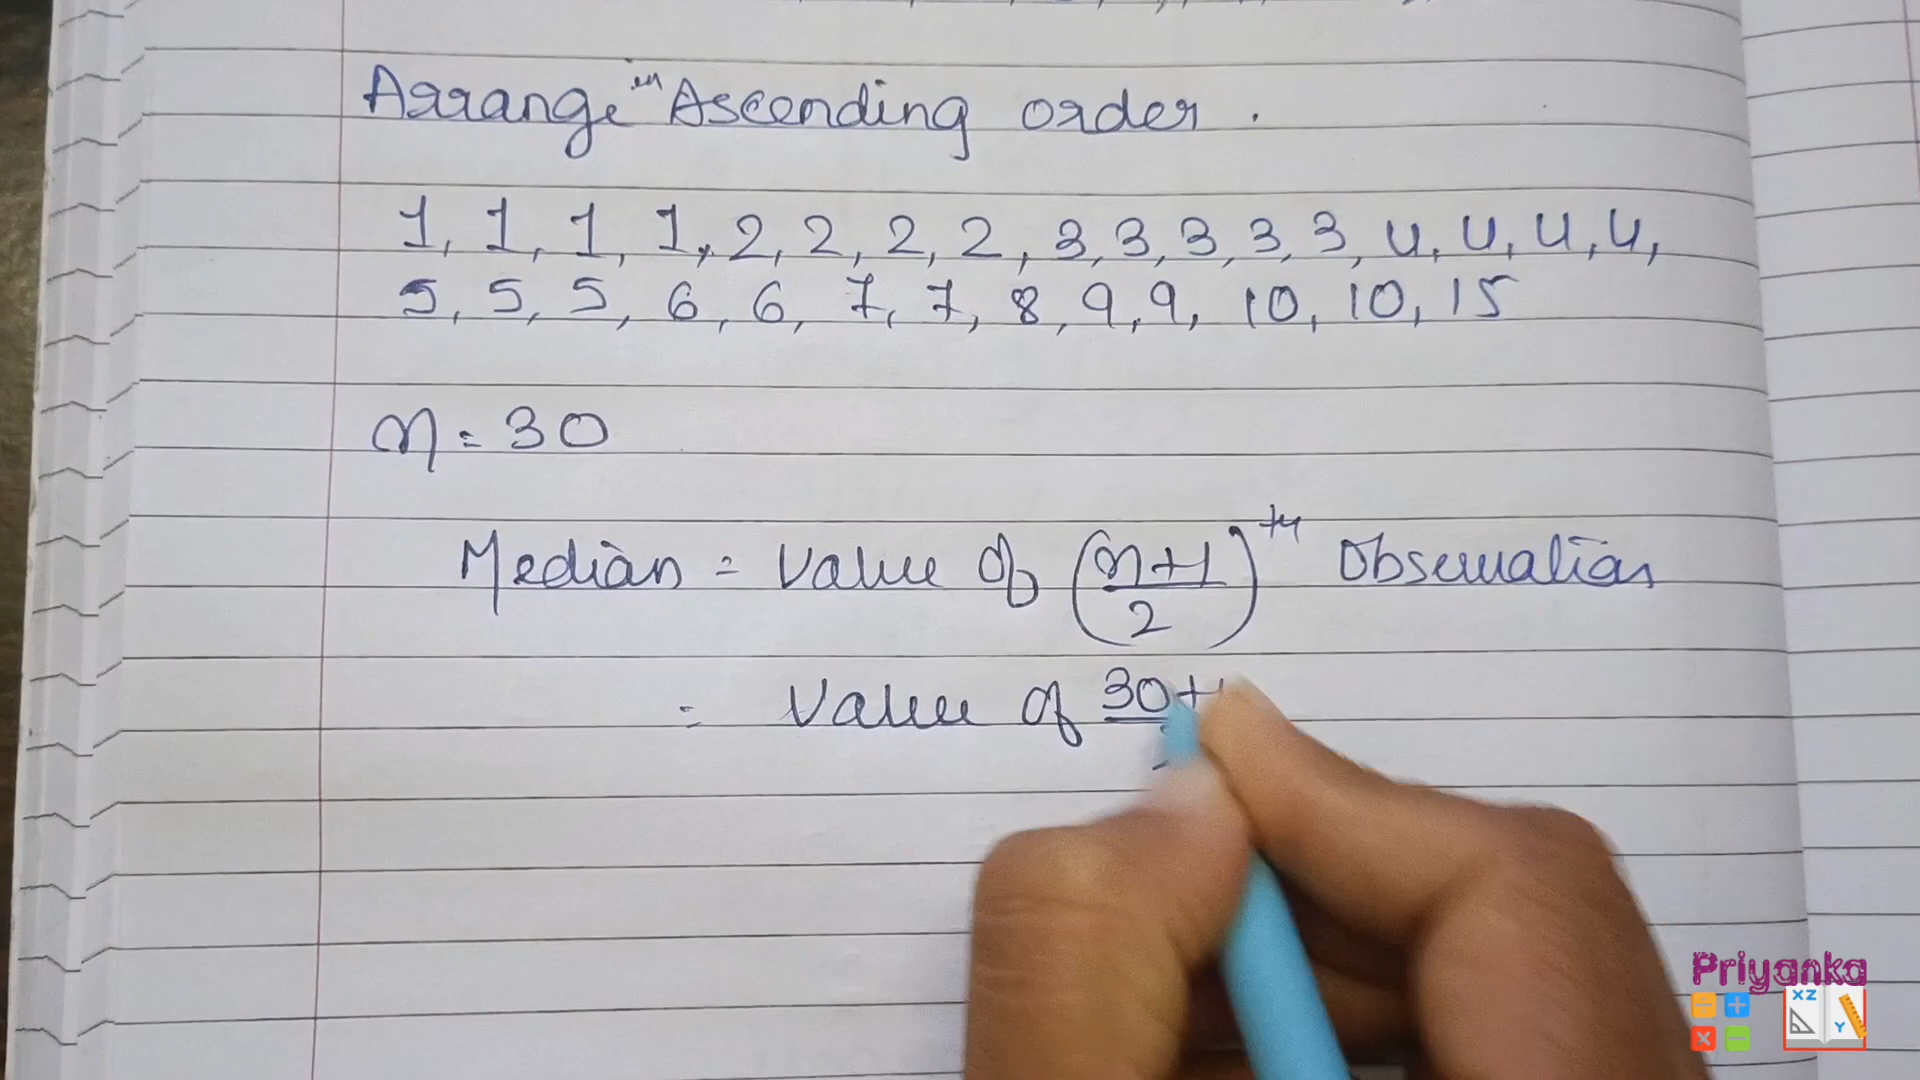 Arrange in Ascending order.
1, 1, 1, 1, 2, 2, 2, 2, 3, 3, 3, 3, 3, 4, 4, 4, 4,
5, 5, 5, 6, 6, 7, 7, 8, 9, 9, 10, 10, 15
n = 30
Median = Value of (n+1/2)th Observation
= Value of 30+
Priyanka
XZ
Y